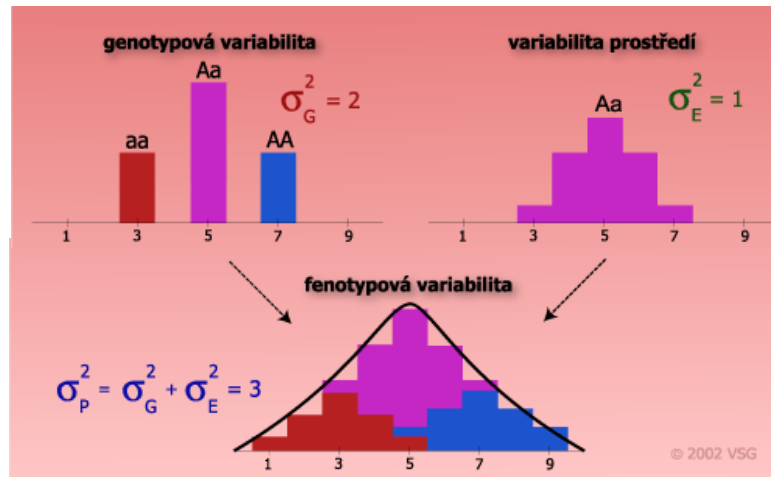 genotypová variabilita
variabilita prostředí
Aa
σ²G = 2
aa
AA
1 3 5 7 9
Aa
σ²E = 1
1 3 5 7 9
fenotypová variabilita
σ²P = σ²G + σ²E = 3
1 3 5 7 9
© 2002 VSG